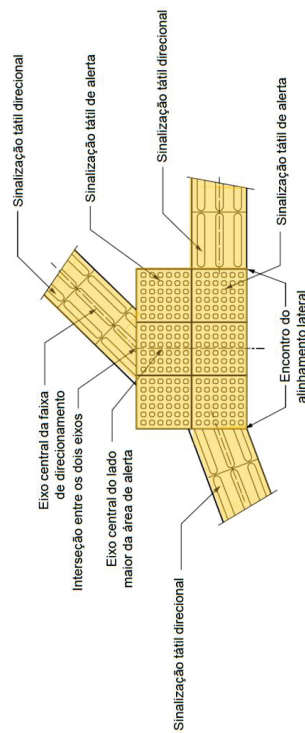 Sinalização tátil direcional
Sinalização tátil de alerta
Sinalização tátil direcional
Sinalização tátil de alerta
Eixo central da faixa
de direcionamento
Interseção entre os dois eixos
Eixo central do lado
maior da área de alerta
Encontro do
alinhamento lateral
Sinalização tátil direcional